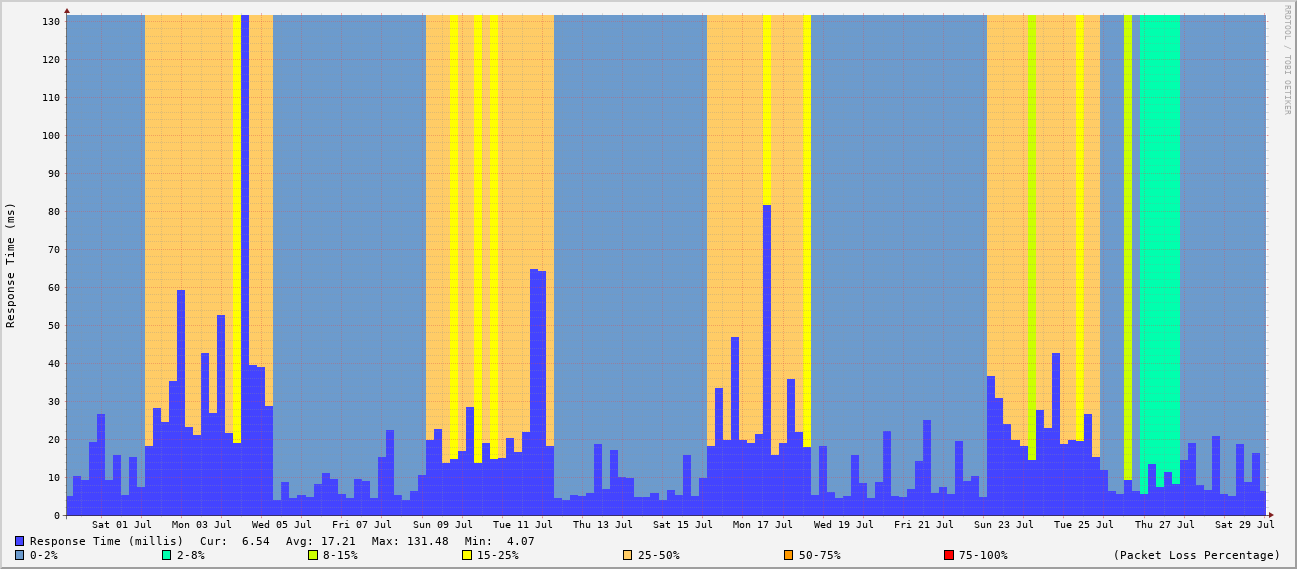 RRDTOOL / TOBI OETIKER
Response Time (ms)
130
120
110
100
90
80
70
60
50
40
30
20
10
0
Sat 01 Jul Mon 03 Jul Wed 05 Jul Fri 07 Jul Sun 09 Jul Tue 11 Jul Thu 13 Jul Sat 15 Jul Mon 17 Jul Wed 19 Jul Fri 21 Jul Sun 23 Jul Tue 25 Jul Thu 27 Jul Sat 29 Jul
Response Time (millis) Cur: 6.54 Avg: 17.21 Max: 131.48 Min: 4.07
0-2% 2-8% 8-15% 15-25% 25-50% 50-75% 75-100% (Packet Loss Percentage)